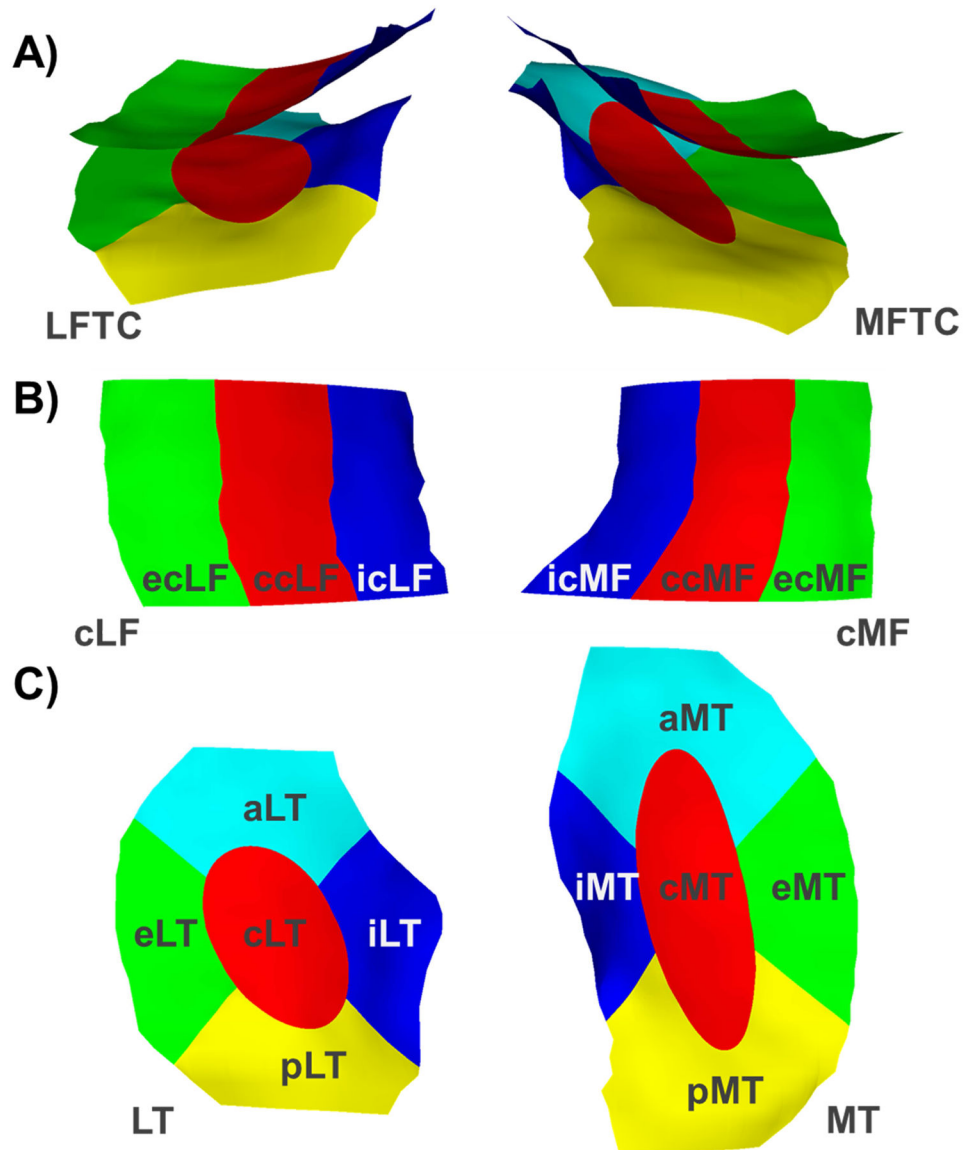 A)
LFTC MFTC
B)
ecLF ccLF icLF icMF ccMF ecMF
cLF cMF
C)
aMT
aLT
iMT cMT eMT
eLT cLT iLT
pLT
pMT
LT MT